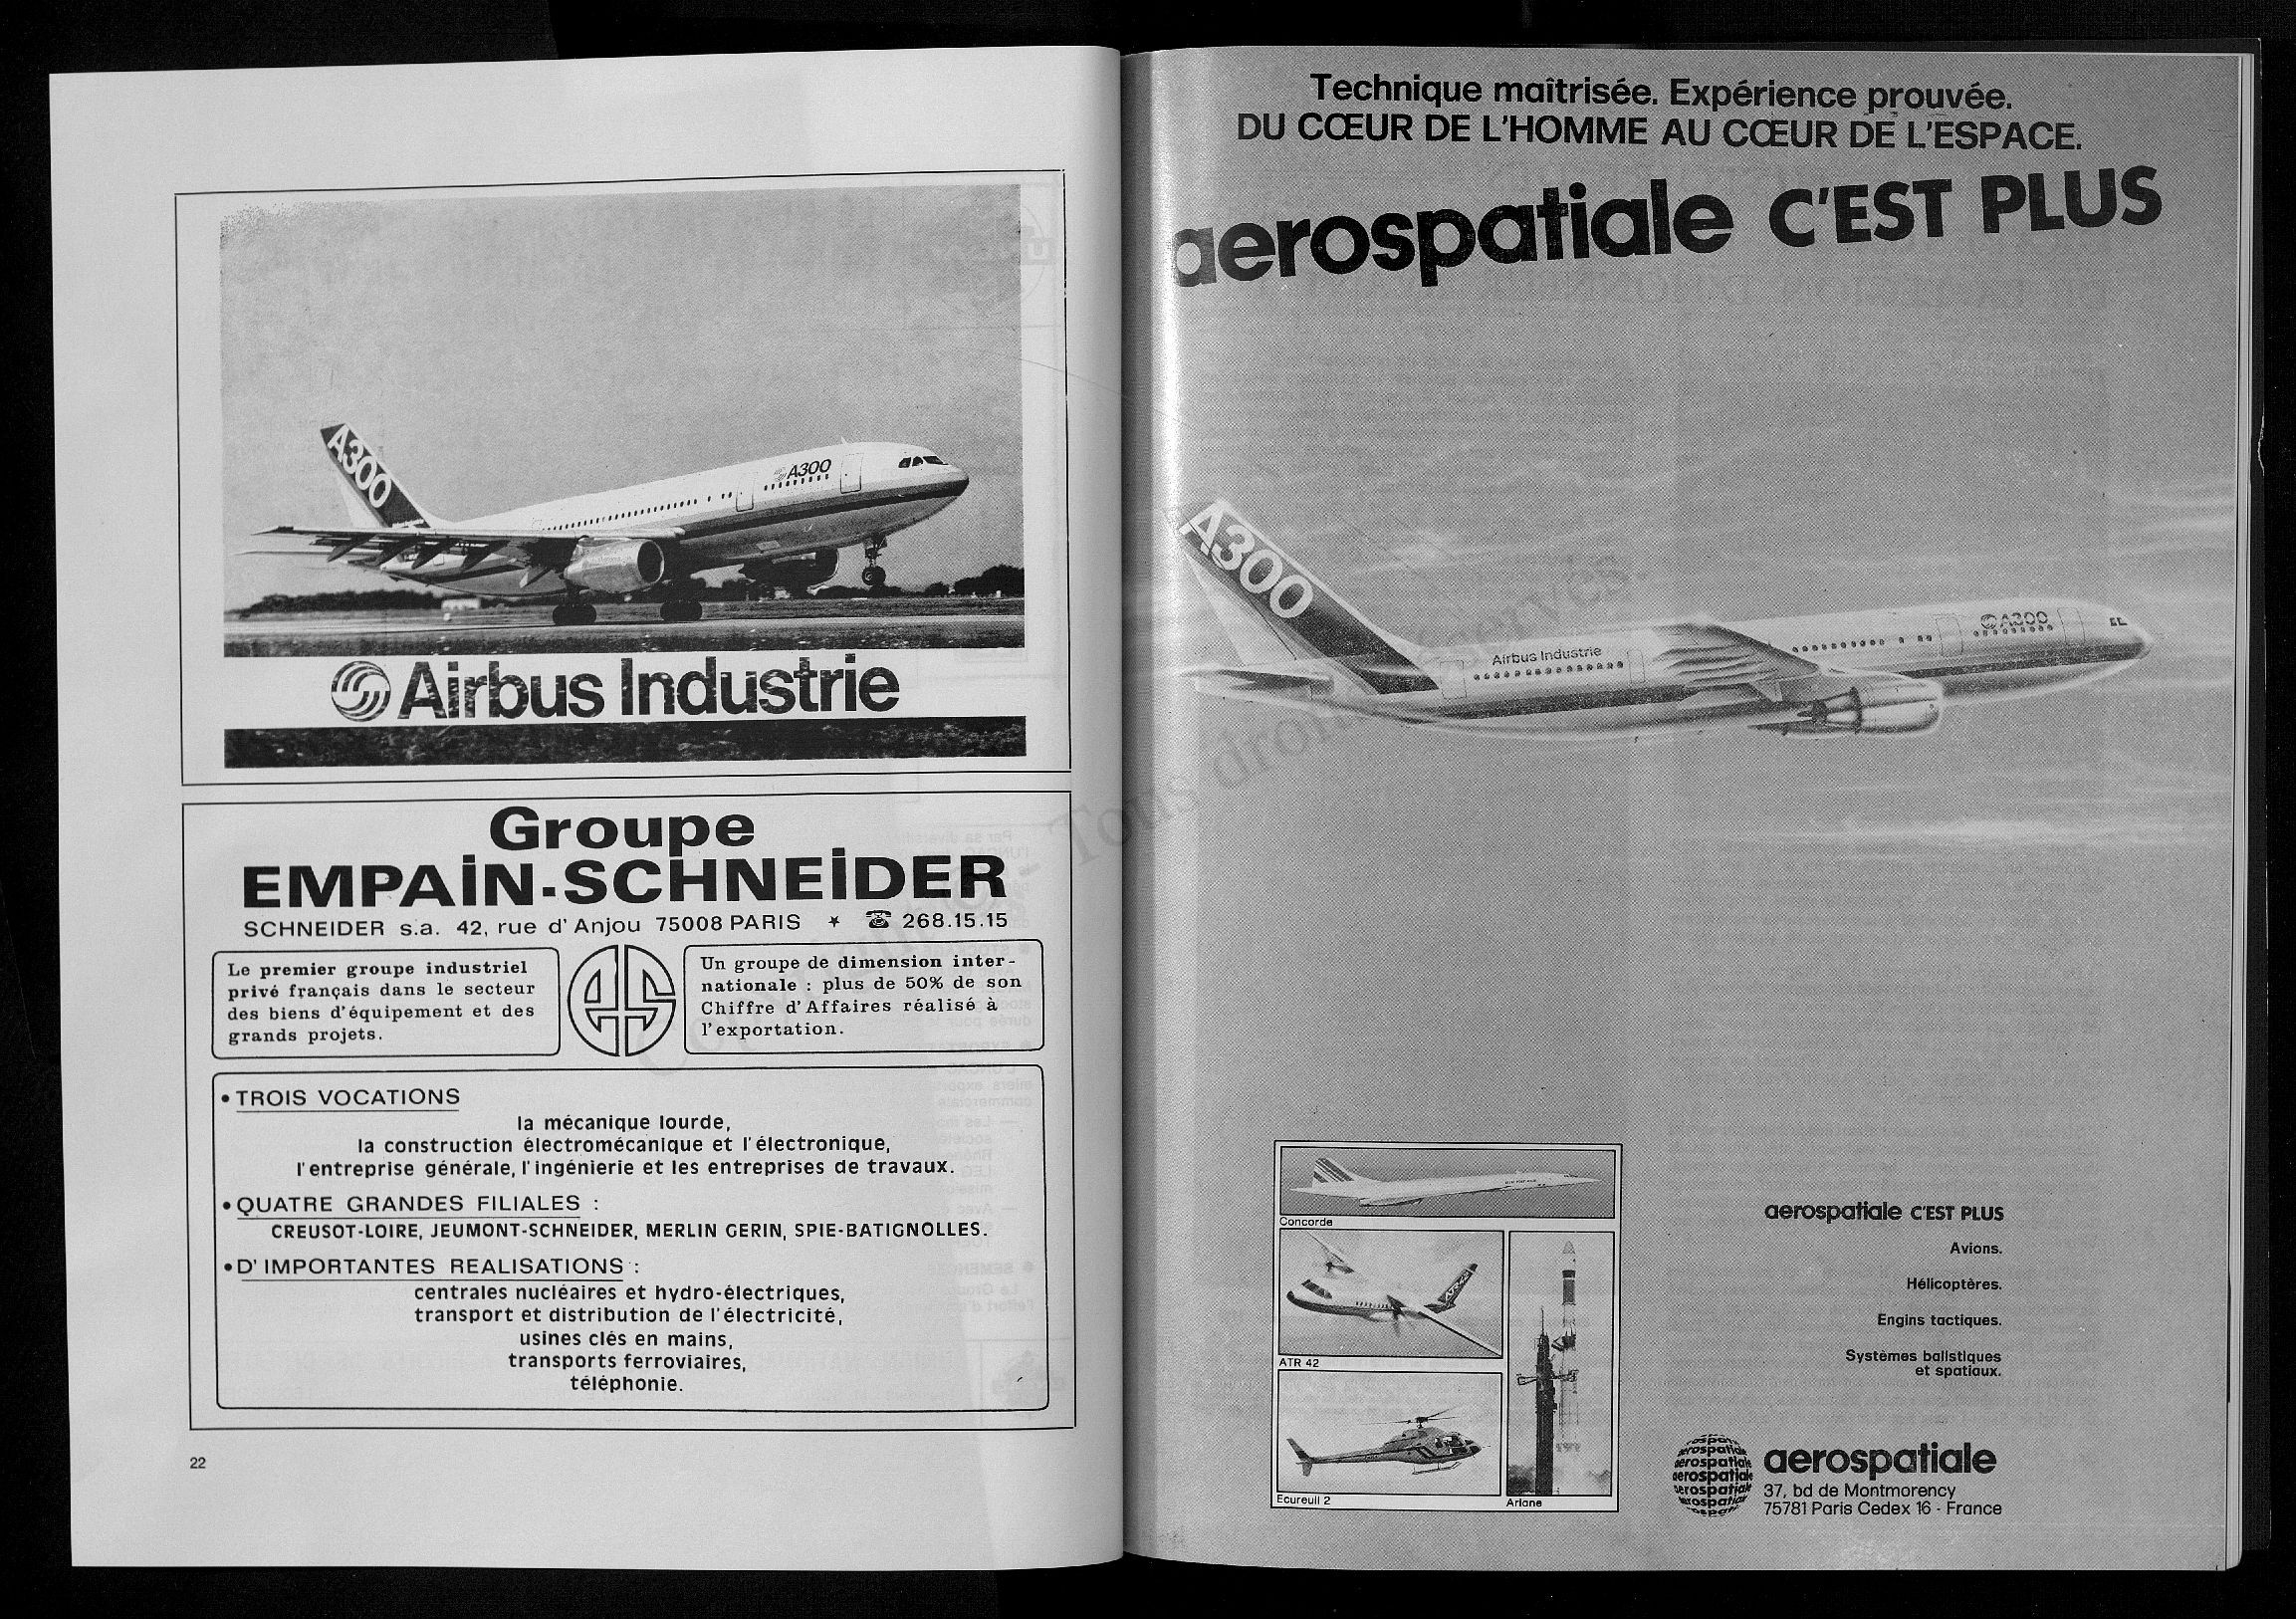 A300
A300
Airbus Industrie
Groupe
EMPAIN-SCHNEIDER
SCHNEIDER s.a. 42, rue d'Anjou 75008 PARIS ★ ☎ 268.15.15
Le premier groupe industriel
privé français dans le secteur
des biens d'équipement et des
grands projets.
Un groupe de dimension inter-
nationale : plus de 50% de son
Chiffre d'Affaires réalisé à
l'exportation.
• TROIS VOCATIONS
la mécanique lourde,
la construction électromécanique et l'électronique,
l'entreprise générale, l'ingénierie et les entreprises de travaux.
• QUATRE GRANDES FILIALES :
CREUSOT-LOIRE, JEUMONT-SCHNEIDER, MERLIN GERIN, SPIE-BATIGNOLLES.
• D'IMPORTANTES REALISATIONS :
centrales nucléaires et hydro-électriques,
transport et distribution de l'électricité,
usines clés en mains,
transports ferroviaires,
téléphonie.
22
Technique maîtrisée. Expérience prouvée.
DU CŒUR DE L'HOMME AU CŒUR DE L'ESPACE.
aerospatiale C'EST PLUS
A300
Airbus Industrie
A300
Tous droits réservés.
Concorde
ATR 42
Ecureuil 2
Ariane
aerospatiale C'EST PLUS
Avions.
Hélicoptères.
Engins tactiques.
Systèmes balistiques
et spatiaux.
aerospatiale
aerospatiale
37, bd de Montmorency
75781 Paris Cedex 16 - France